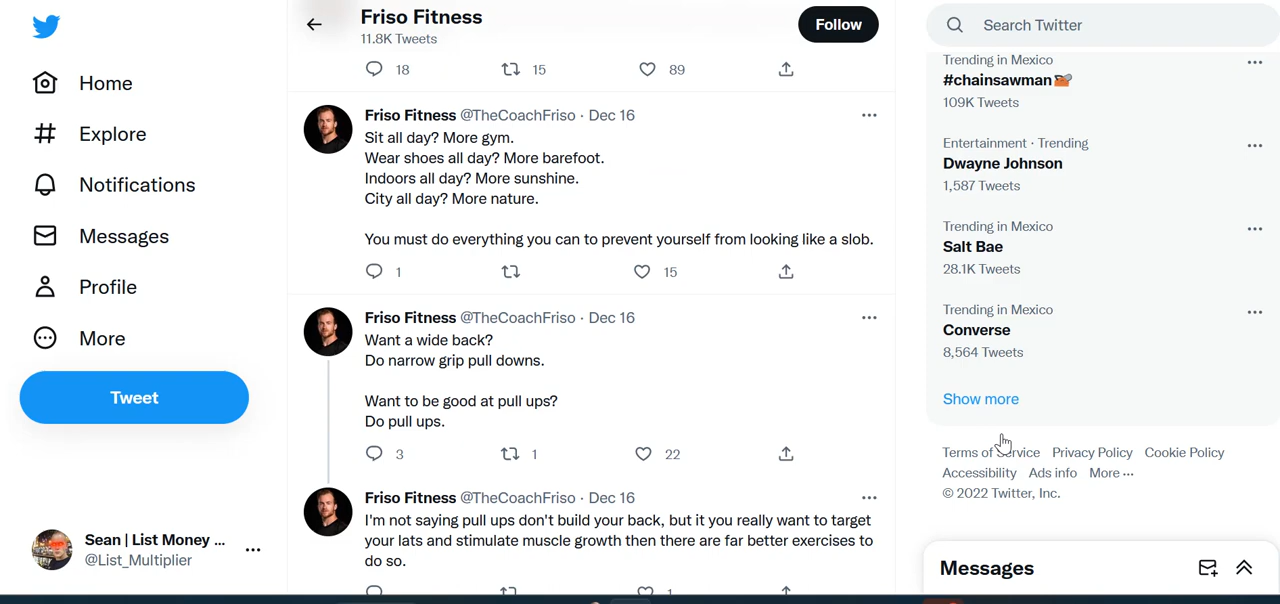 Home
Explore
Notifications
Messages
Profile
More
Tweet
Sean | List Money ...
@List_Multiplier
Friso Fitness
11.8K Tweets
Follow
18 15 89
Friso Fitness @TheCoachFriso · Dec 16
Sit all day? More gym.
Wear shoes all day? More barefoot.
Indoors all day? More sunshine.
City all day? More nature.
You must do everything you can to prevent yourself from looking like a slob.
1 15
Friso Fitness @TheCoachFriso · Dec 16
Want a wide back?
Do narrow grip pull downs.
Want to be good at pull ups?
Do pull ups.
3 1 22
Friso Fitness @TheCoachFriso · Dec 16
I'm not saying pull ups don't build your back, but it you really want to target
your lats and stimulate muscle growth then there are far better exercises to
do so.
1
Search Twitter
Trending in Mexico
#chainsawman
109K Tweets
Entertainment · Trending
Dwayne Johnson
1,587 Tweets
Trending in Mexico
Salt Bae
28.1K Tweets
Trending in Mexico
Converse
8,564 Tweets
Show more
Terms of Service Privacy Policy Cookie Policy
Accessibility Ads info More ...
© 2022 Twitter, Inc.
Messages